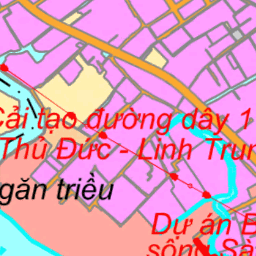 Cải tạo đường dây 1
Thủ Đức - Linh Trun
găn triều
Dự án B
sông Sà